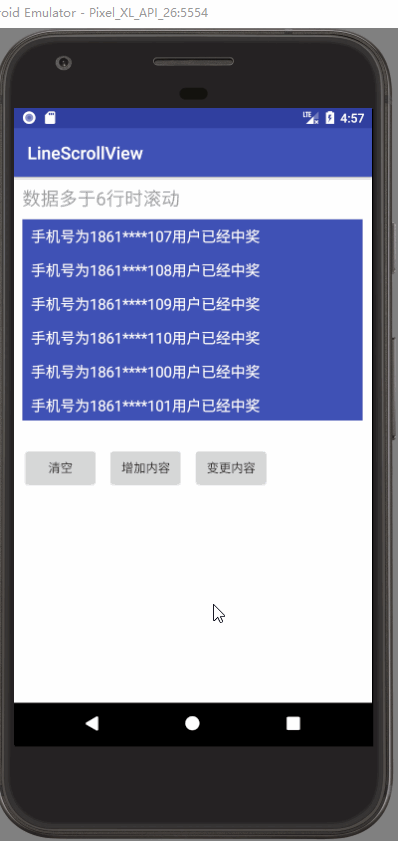 roid Emulator - Pixel_XL_API_26:5554
LTE 4:57
LineScrollView
数据多于6行时滚动
手机号为1861****107用户已经中奖
手机号为1861****108用户已经中奖
手机号为1861****109用户已经中奖
手机号为1861****110用户已经中奖
手机号为1861****100用户已经中奖
手机号为1861****101用户已经中奖
清空 增加内容 变更内容